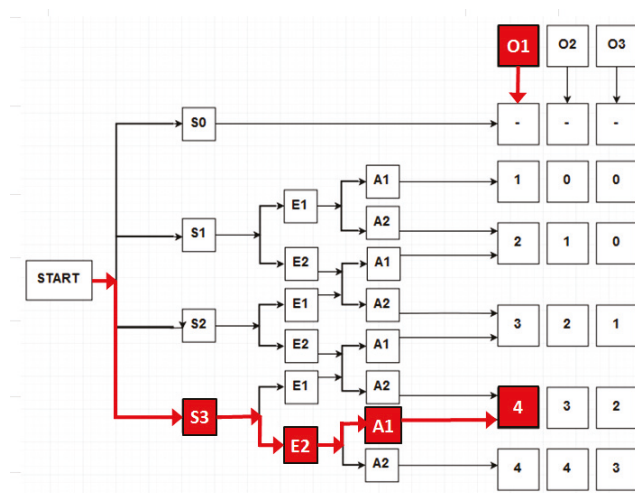 O1 O2 O3
S0 - - -
A1 1 0 0
E1
A2
S1 2 1 0
E2 A1
START
E1 A2
S2 3 2 1
E2 A1
E1 A2
S3 4 3 2
A1
E2
A2 4 4 3